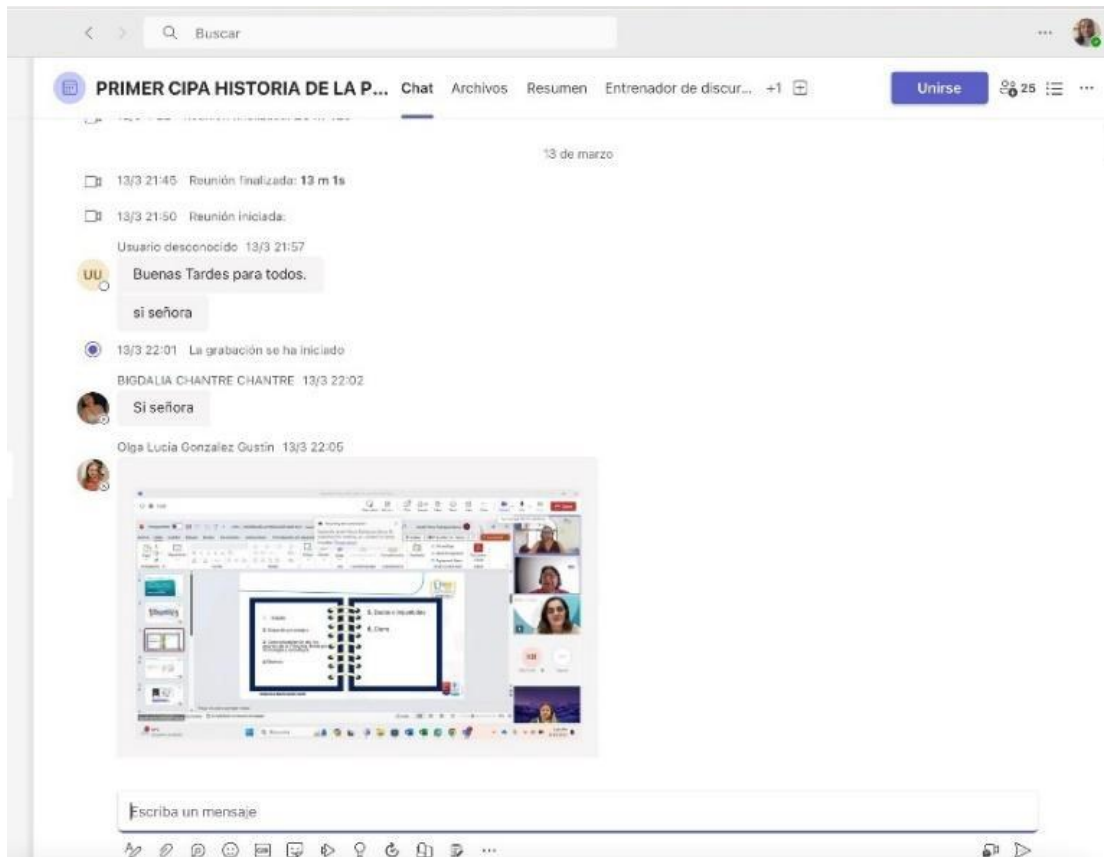 Buscar
PRIMER CIPA HISTORIA DE LA P... Chat Archivos Resumen Entrenador de discur... +1 Unirse 25
13 de marzo
13/3 21:45 Reunión finalizada: 13 m 1s
13/3 21:50 Reunión iniciada:
Usuario desconocido 13/3 21:57
UU
Buenas Tardes para todos.
si señora
13/3 22:01 La grabación se ha iniciado
BIGDALIA CHANTRE CHANTRE 13/3 22:02
Si señora
Olga Lucia Gonzalez Gustin 13/3 22:05
Escriba un mensaje